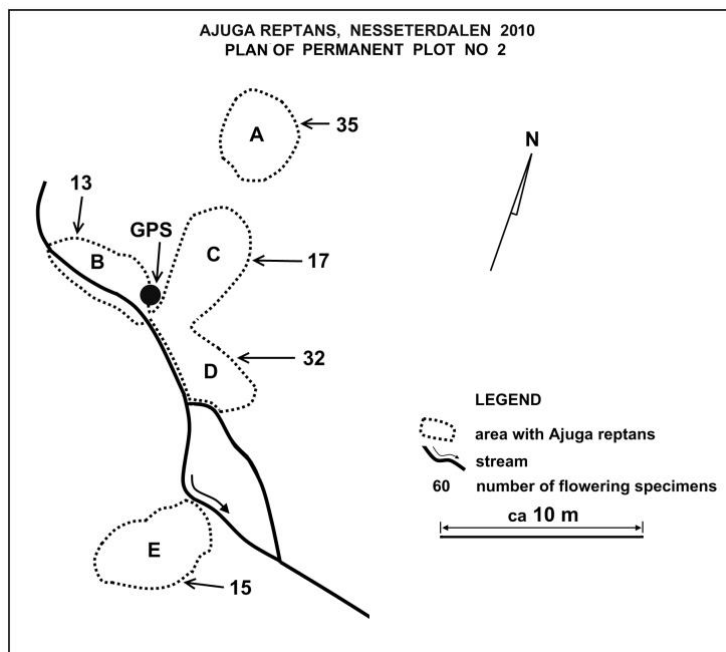 AJUGA REPTANS, NESSETERDALEN 2010
PLAN OF PERMANENT PLOT NO 2
A
35
N
13
GPS
B
C
17
D
32
LEGEND
area with Ajuga reptans
stream
60 number of flowering specimens
ca 10 m
E
15